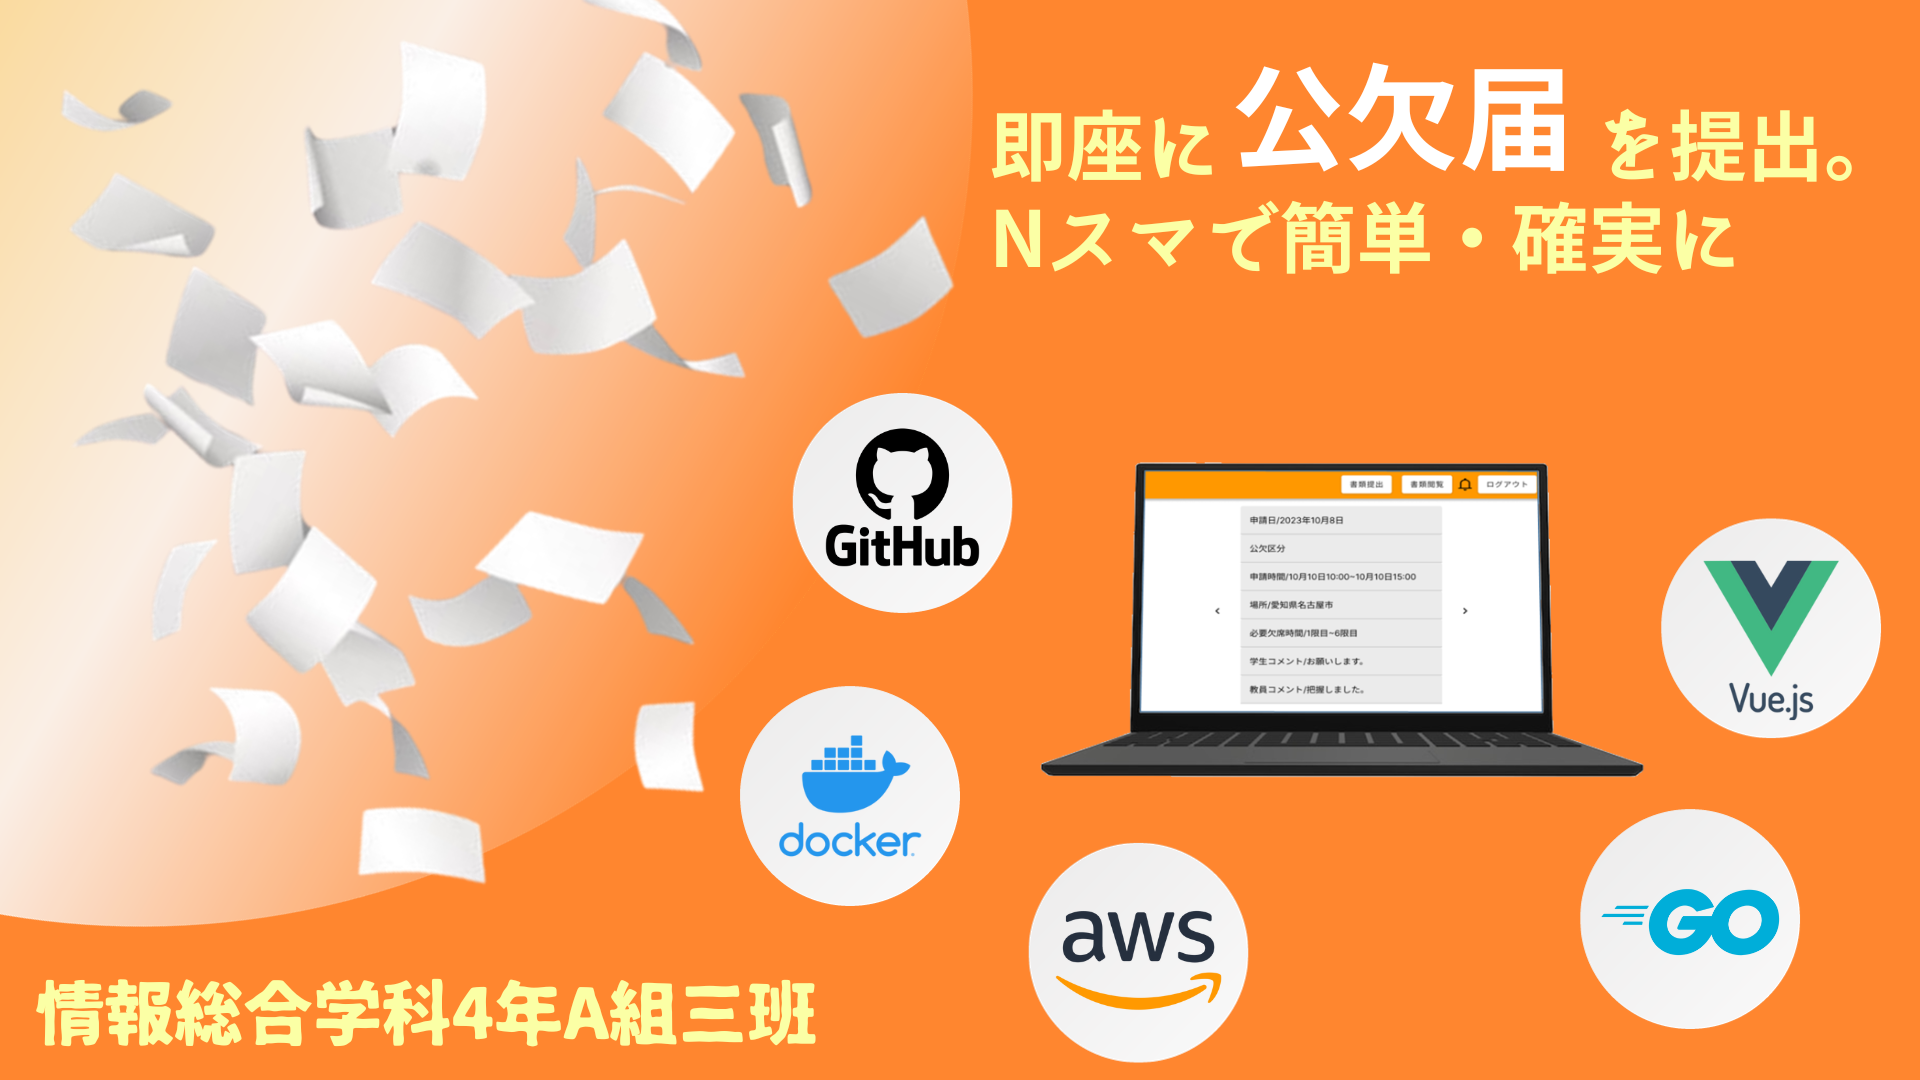 即座に公欠届を提出。
Nスマで簡単・確実に
GitHub
書類提出
書類閲覧
ログアウト
申請日/2023年10月8日
公欠区分
申請時間/10月10日10:00~10月10日15:00
場所/愛知県名古屋市
必要欠席時間/1限目~6限目
学生コメント/お願いします。
教員コメント/把握しました。
Vue.js
docker
aws
GO
情報総合学科4年A組三班